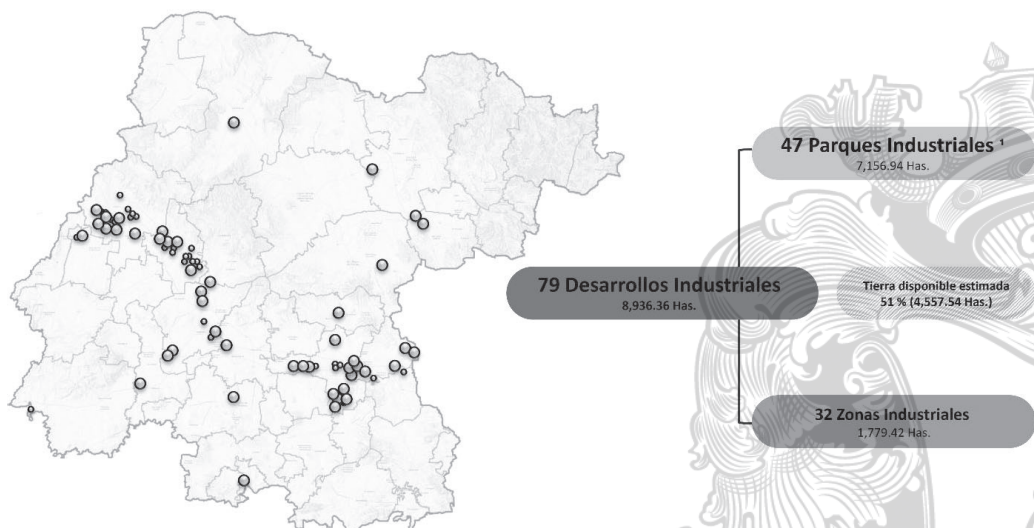 47 Parques Industriales ¹
7,156.94 Has.
79 Desarrollos Industriales
8,936.36 Has.
Tierra disponible estimada
51 % (4,557.54 Has.)
32 Zonas Industriales
1,779.42 Has.